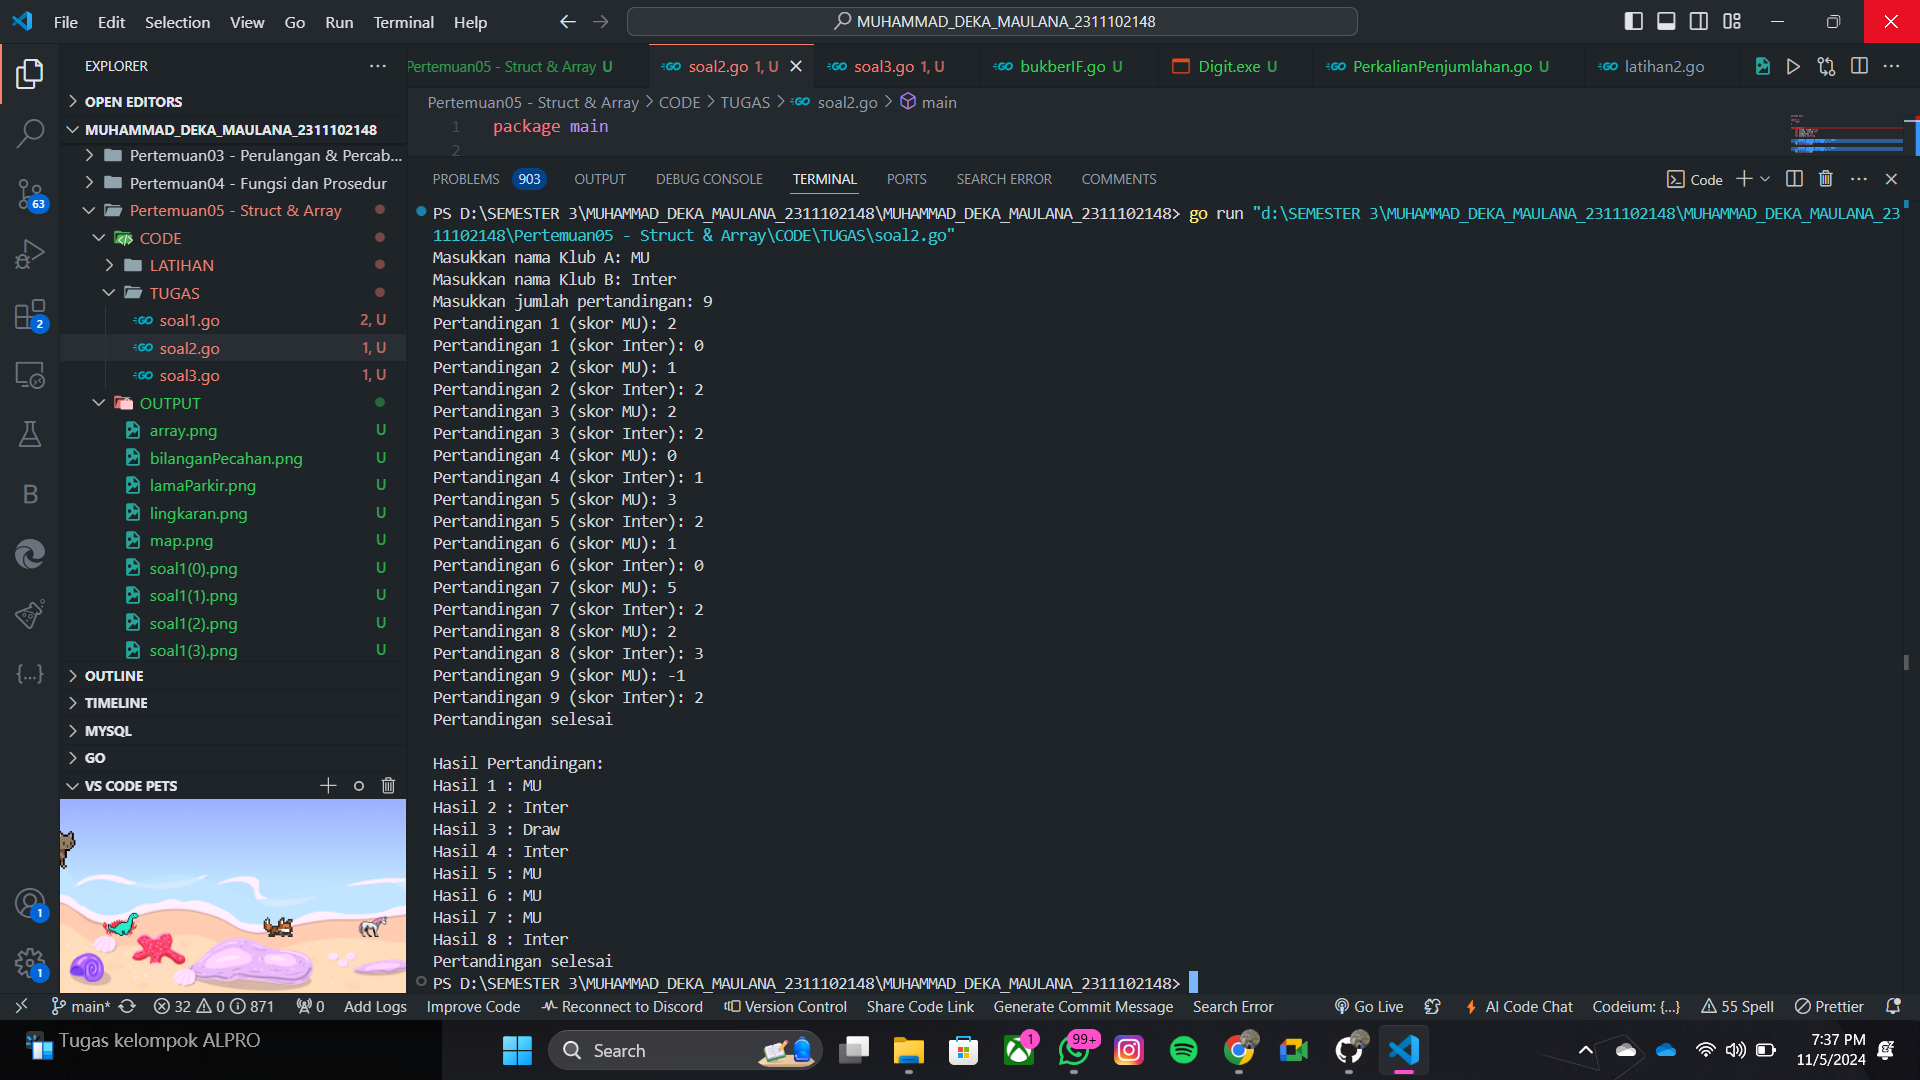 File Edit Selection View Go Run Terminal Help
MUHAMMAD_DEKA_MAULANA_2311102148
EXPLORER
OPEN EDITORS
MUHAMMAD_DEKA_MAULANA_2311102148
Pertemuan03 - Perulangan & Percab...
Pertemuan04 - Fungsi dan Prosedur
Pertemuan05 - Struct & Array
CODE
LATIHAN
TUGAS
soal1.go 2, U
soal2.go 1, U
soal3.go 1, U
OUTPUT
array.png U
bilanganPecahan.png U
lamaParkir.png U
lingkaran.png U
map.png U
soal1(0).png U
soal1(1).png U
soal1(2).png U
soal1(3).png U
OUTLINE
TIMELINE
MYSQL
GO
VS CODE PETS
63
2
B
1
1
Pertemuan05 - Struct & Array U
soal2.go 1, U
soal3.go 1, U
bukberIF.go U
Digit.exe U
PerkalianPenjumlahan.go U
latihan2.go
Pertemuan05 - Struct & Array > CODE > TUGAS > soal2.go > main
1 package main
2
PROBLEMS 903 OUTPUT DEBUG CONSOLE TERMINAL PORTS SEARCH ERROR COMMENTS
Code
PS D:\SEMESTER 3\MUHAMMAD_DEKA_MAULANA_2311102148\MUHAMMAD_DEKA_MAULANA_2311102148> go run "d:\SEMESTER 3\MUHAMMAD_DEKA_MAULANA_2311102148\MUHAMMAD_DEKA_MAULANA_23
11102148\Pertemuan05 - Struct & Array\CODE\TUGAS\soal2.go"
Masukkan nama Klub A: MU
Masukkan nama Klub B: Inter
Masukkan jumlah pertandingan: 9
Pertandingan 1 (skor MU): 2
Pertandingan 1 (skor Inter): 0
Pertandingan 2 (skor MU): 1
Pertandingan 2 (skor Inter): 2
Pertandingan 3 (skor MU): 2
Pertandingan 3 (skor Inter): 2
Pertandingan 4 (skor MU): 0
Pertandingan 4 (skor Inter): 1
Pertandingan 5 (skor MU): 3
Pertandingan 5 (skor Inter): 2
Pertandingan 6 (skor MU): 1
Pertandingan 6 (skor Inter): 0
Pertandingan 7 (skor MU): 5
Pertandingan 7 (skor Inter): 2
Pertandingan 8 (skor MU): 2
Pertandingan 8 (skor Inter): 3
Pertandingan 9 (skor MU): -1
Pertandingan 9 (skor Inter): 2
Pertandingan selesai
Hasil Pertandingan:
Hasil 1 : MU
Hasil 2 : Inter
Hasil 3 : Draw
Hasil 4 : Inter
Hasil 5 : MU
Hasil 6 : MU
Hasil 7 : MU
Hasil 8 : Inter
Pertandingan selesai
PS D:\SEMESTER 3\MUHAMMAD_DEKA_MAULANA_2311102148\MUHAMMAD_DEKA_MAULANA_2311102148>
main* 32 0 871 0 Add Logs Improve Code Reconnect to Discord Version Control Share Code Link Generate Commit Message Search Error Go Live AI Code Chat Codeium: {...} 55 Spell Prettier
Tugas kelompok ALPRO
Search
1
99+
7:37 PM
11/5/2024